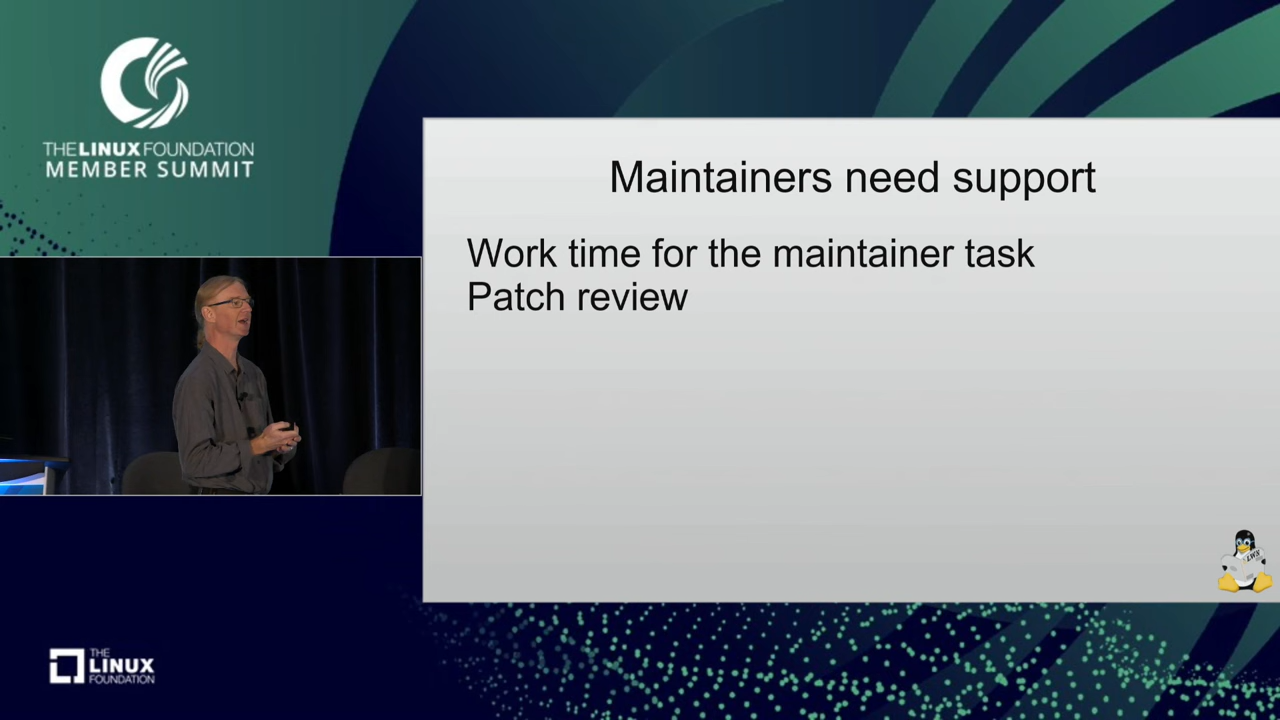 THE LINUX FOUNDATION
MEMBER SUMMIT
Maintainers need support
Work time for the maintainer task
Patch review
LWN
THE
LINUX
FOUNDATION